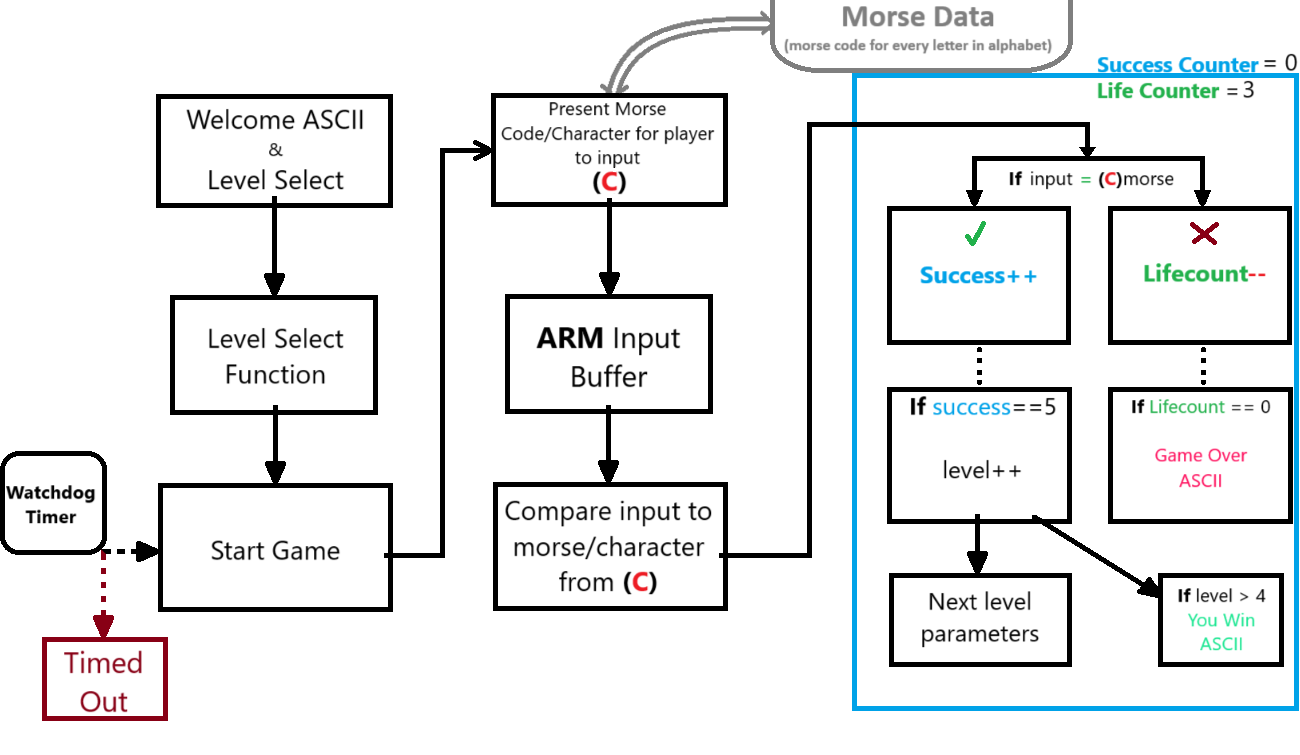 Morse Data
(morse code for every letter in alphabet)
Success Counter = 0
Life Counter = 3
Welcome ASCII
&
Level Select
Level Select
Function
Watchdog
Timer
Start Game
Timed
Out
Present Morse
Code/Character for player
to input
(C)
ARM Input
Buffer
Compare input to
morse/character
from (C)
If input = (C)morse
✓
Success++
✕
Lifecount--
If success==5
level++
If Lifecount == 0
Game Over
ASCII
Next level
parameters
If level > 4
You Win
ASCII